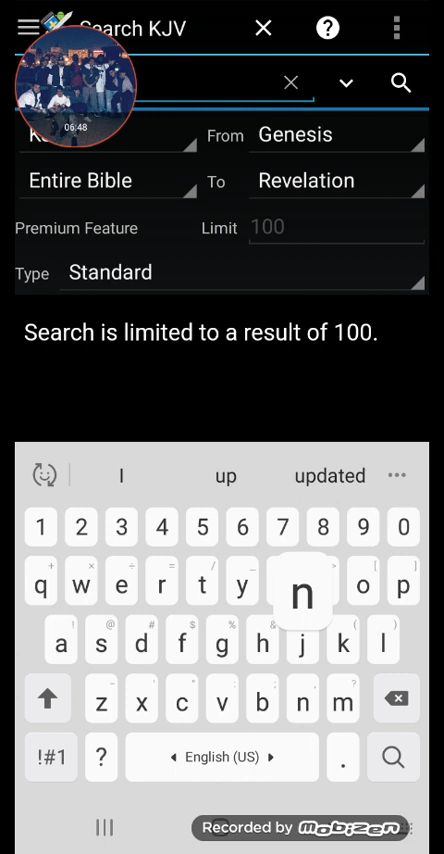 Search KJV
06:48
From Genesis
Entire Bible To Revelation
Premium Feature Limit 100
Type Standard
Search is limited to a result of 100.
I up updated
1 2 3 4 5 6 7 8 9 0
+ × ÷ = / _ > [ ]
q w e r t y o p
n
! @ # $ % & ( )
a s d f g h j k l
- ' " : ; , ?
z x c v b n m
!#1 ? English (US) .
Recorded by mobizen